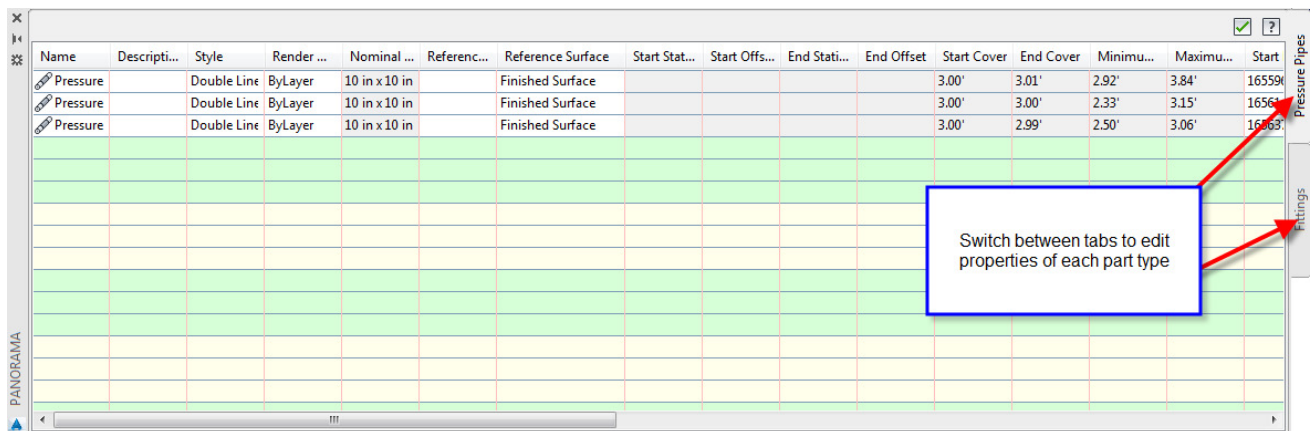 Name Descripti... Style Render ... Nominal ... Referenc... Reference Surface Start Stat... Start Offs... End Stati... End Offset Start Cover End Cover Minimu... Maximu... Start
Pressure Double Line ByLayer 10 in x 10 in Finished Surface 3.00' 3.01' 2.92' 3.84' 165596
Pressure Double Line ByLayer 10 in x 10 in Finished Surface 3.00' 3.00' 2.33' 3.15' 16561
Pressure Double Line ByLayer 10 in x 10 in Finished Surface 3.00' 2.99' 2.50' 3.06' 16563
Switch between tabs to edit
properties of each part type
Pressure Pipes
Fittings
PANORAMA